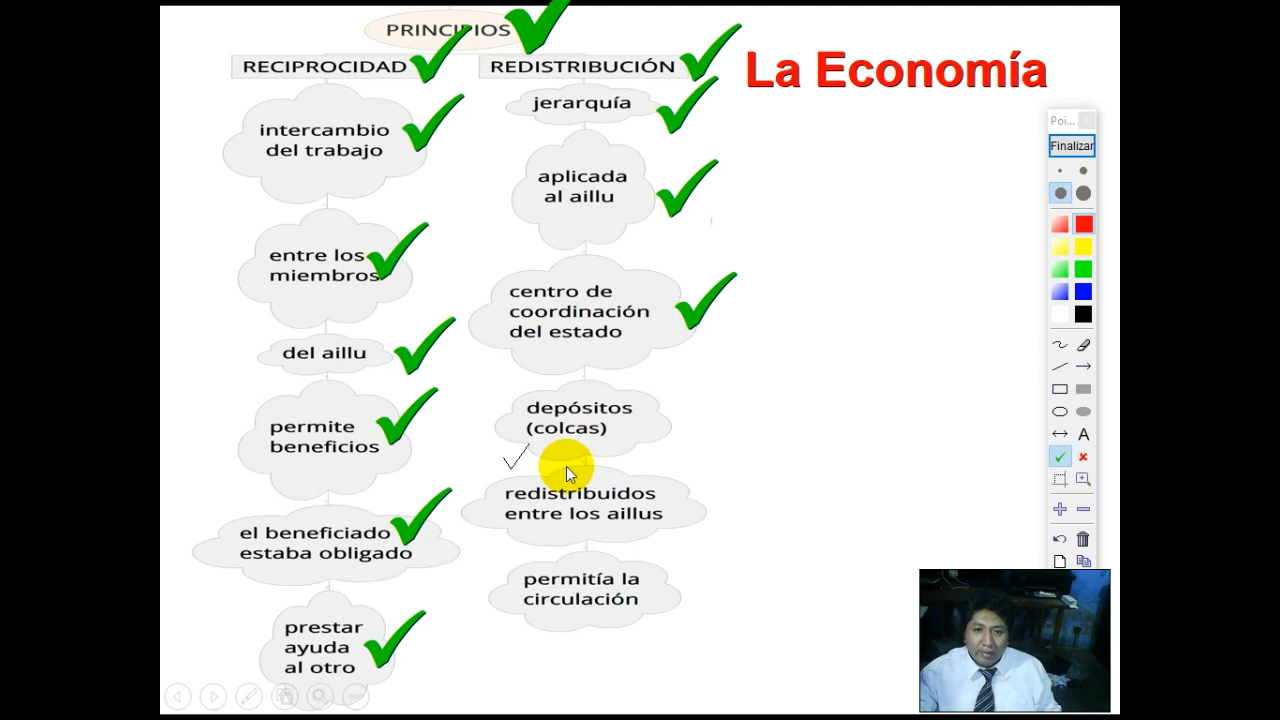 PRINCIPIOS
La Economía
RECIPROCIDAD
intercambio
del trabajo
entre los
miembros
del aillu
permite
beneficios
el beneficiado
estaba obligado
prestar
ayuda
al otro
REDISTRIBUCIÓN
jerarquía
aplicada
al aillu
centro de
coordinación
del estado
depósitos
(colcas)
redistribuidos
entre los aillus
permitía la
circulación
Poi...
Finalizar
A